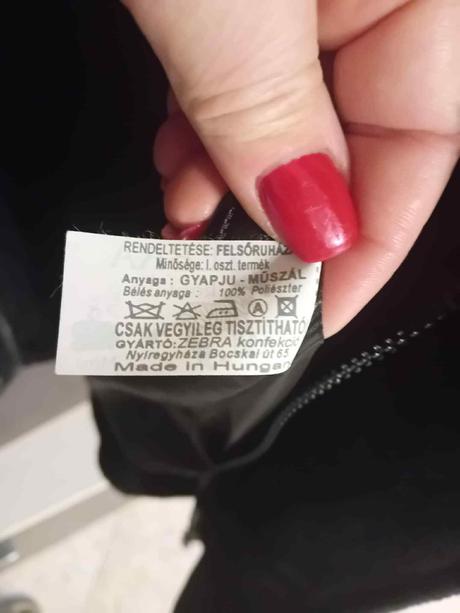 RENDELTETÉSE: FELSŐRUHÁZ
Minősége: I. oszt. termék
Anyaga: GYAPJU - MŰSZÁL
Bélés anyaga: 100% Poliészter
A
CSAK VEGYILEG TISZTÍTHATÓ
GYÁRTÓ: ZEBRA konfekció
Nyíregyháza Bocskai út 65
Made in Hungar